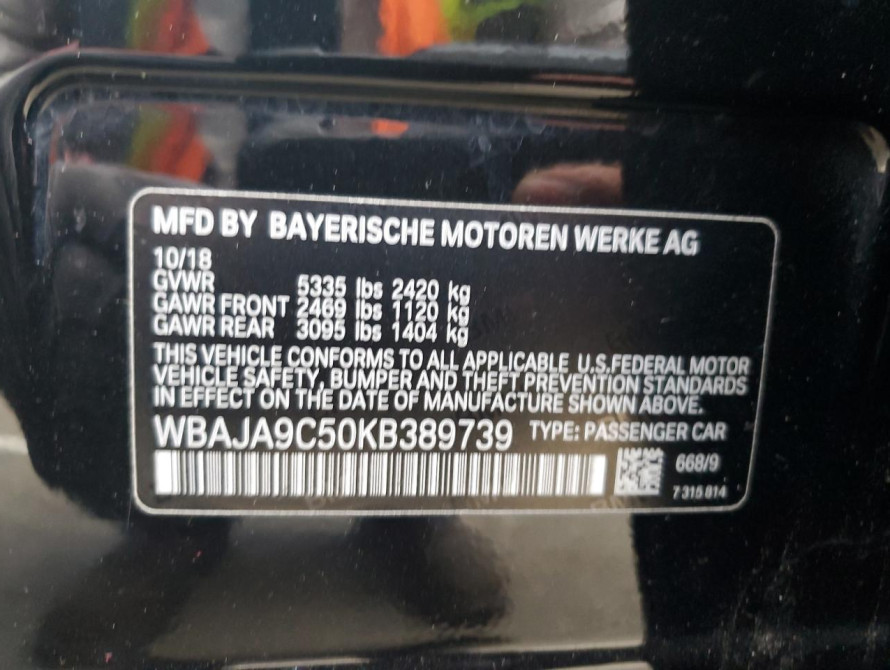 MFD BY BAYERISCHE MOTOREN WERKE AG
10/18
GVWR 5335 lbs 2420 kg
GAWR FRONT 2469 lbs 1120 kg
GAWR REAR 3095 lbs 1404 kg
THIS VEHICLE CONFORMS TO ALL APPLICABLE U.S.FEDERAL MOTOR
VEHICLE SAFETY, BUMPER AND THEFT PREVENTION STANDARDS
IN EFFECT ON THE DATE OF MANUFACTURE SHOWN ABOVE.
WBAJA9C50KB389739 TYPE: PASSENGER CAR
668/9
7 315 814